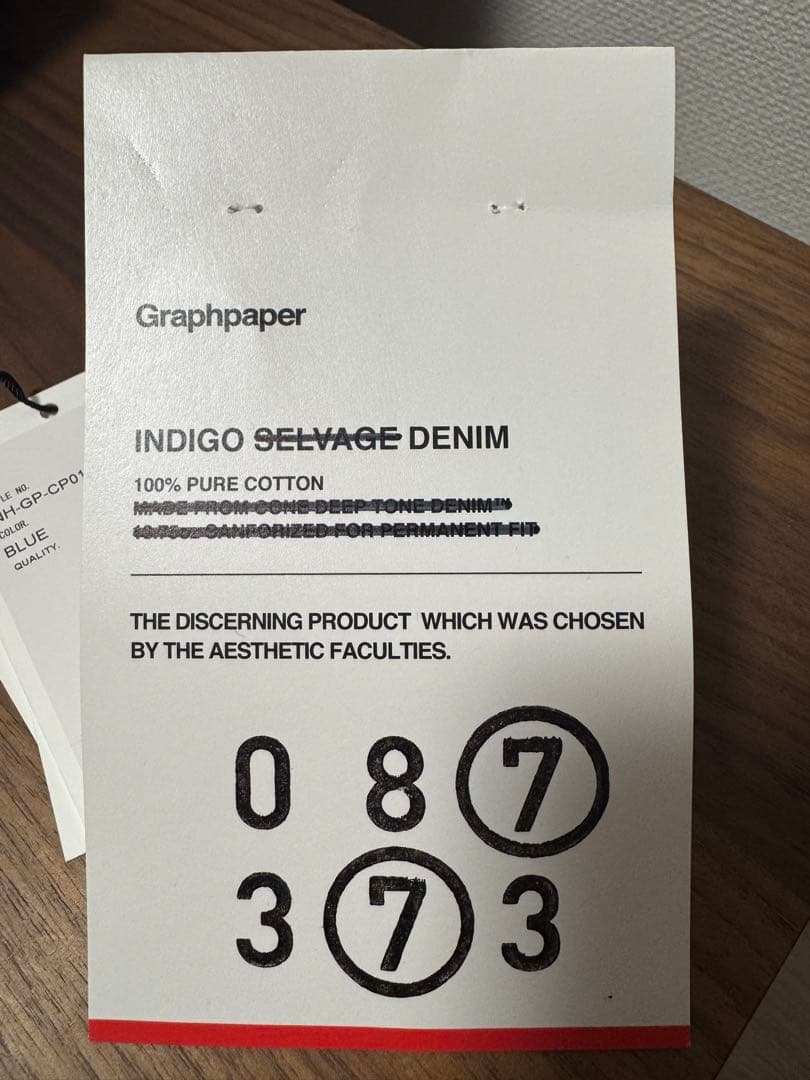 Graphpaper
INDIGO SELVAGE DENIM
100% PURE COTTON
MADE FROM CONE DEEP TONE DENIM™
SANFORIZED FOR PERMANENT FIT
THE DISCERNING PRODUCT WHICH WAS CHOSEN
BY THE AESTHETIC FACULTIES.
0 8 7
3 7 3
LE NO.
H-GP-CP01
COLOR.
BLUE
QUALITY.